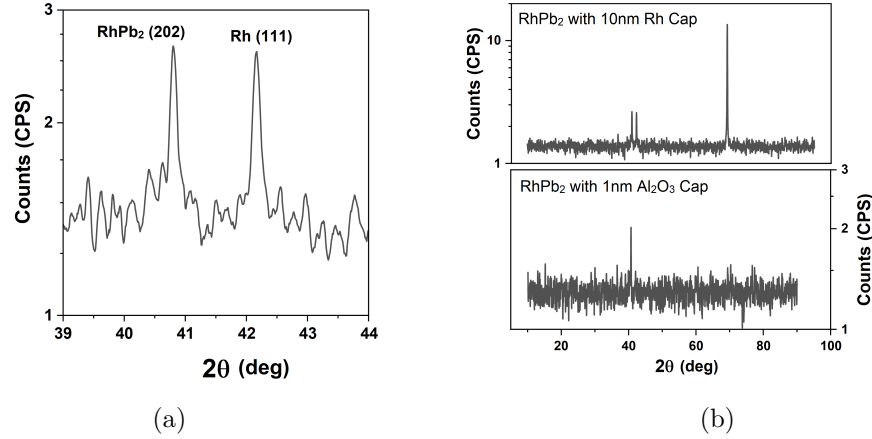 3
RhPb₂ (202)
Rh (111)
2
1
Counts (CPS)
39 40 41 42 43 44
2θ (deg)
(a)
RhPb₂ with 10nm Rh Cap
10
1
Counts (CPS)
RhPb₂ with 1nm Al₂O₃ Cap
3
2
1
Counts (CPS)
20 40 60 80 100
2θ (deg)
(b)